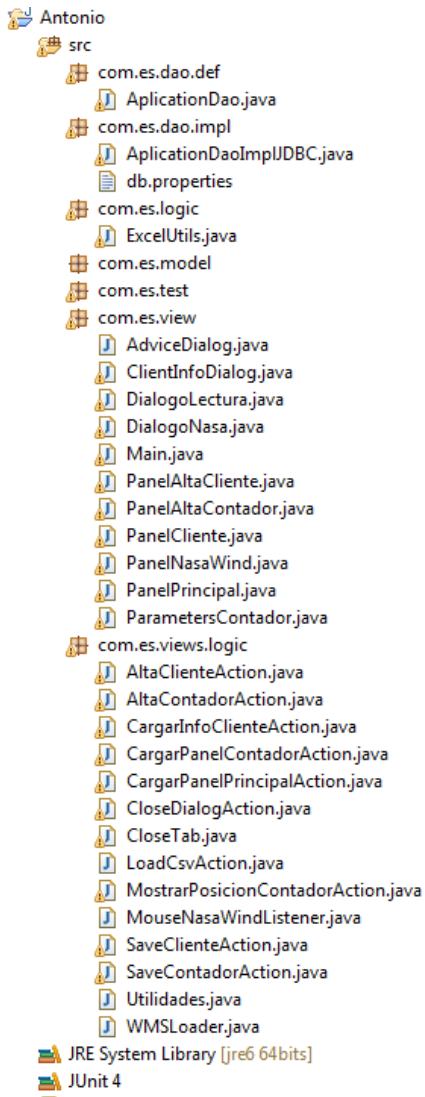 Antonio
src
com.es.dao.def
AplicationDao.java
com.es.dao.impl
AplicationDaoImplJDBC.java
db.properties
com.es.logic
ExcelUtils.java
com.es.model
com.es.test
com.es.view
AdviceDialog.java
ClientInfoDialog.java
DialogoLectura.java
DialogoNasa.java
Main.java
PanelAltaCliente.java
PanelAltaContador.java
PanelCliente.java
PanelNasaWind.java
PanelPrincipal.java
ParametersContador.java
com.es.views.logic
AltaClienteAction.java
AltaContadorAction.java
CargarInfoClienteAction.java
CargarPanelContadorAction.java
CargarPanelPrincipalAction.java
CloseDialogAction.java
CloseTab.java
LoadCsvAction.java
MostrarPosicionContadorAction.java
MouseNasaWindListener.java
SaveClienteAction.java
SaveContadorAction.java
Utilidades.java
WMSLoader.java
JRE System Library [jre6 64bits]
JUnit 4